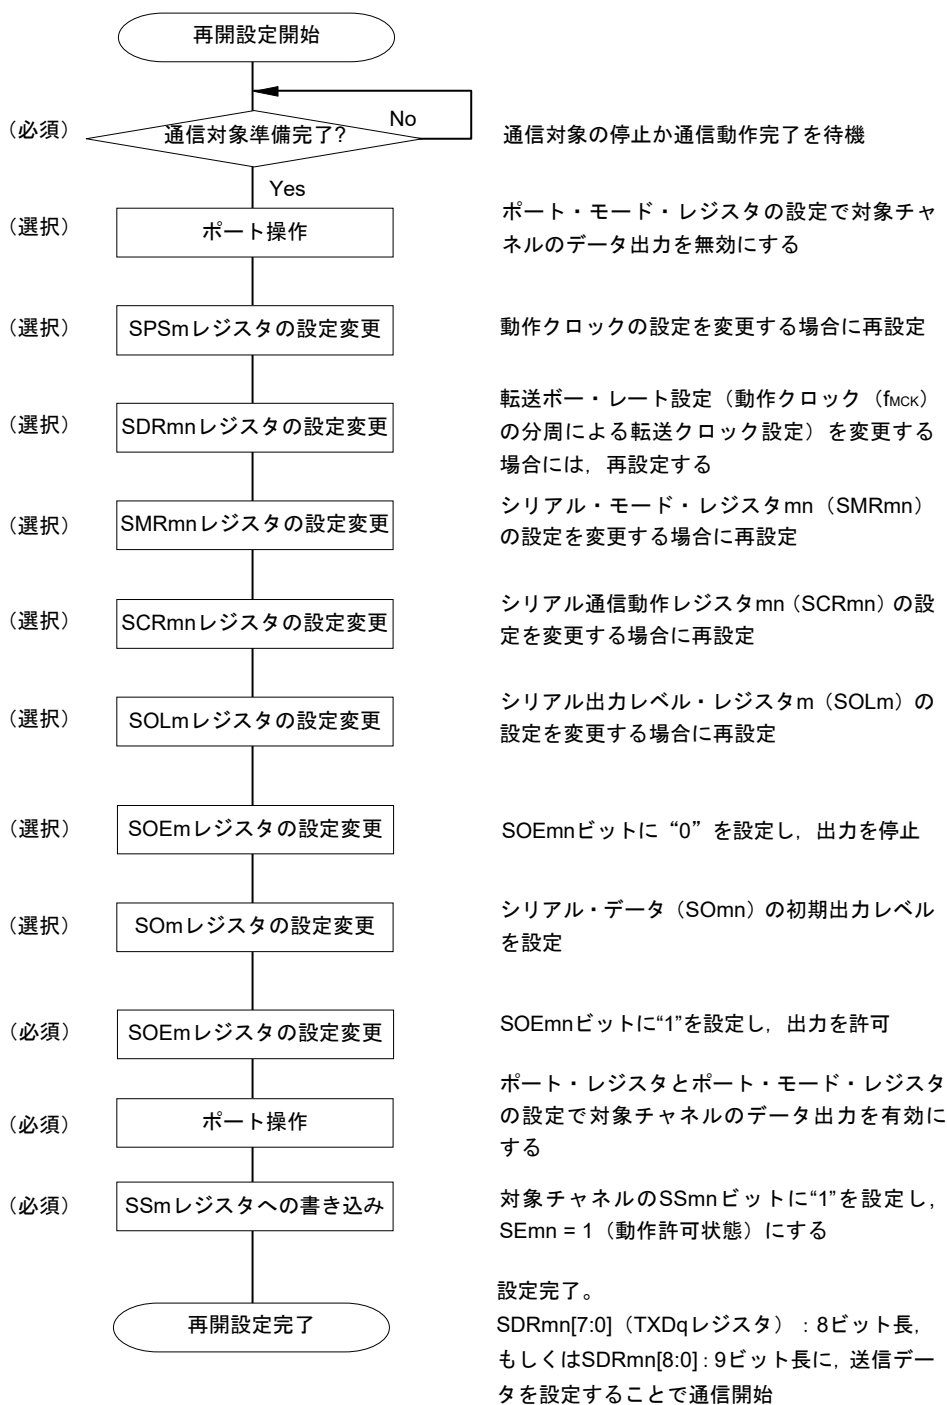 再開設定開始
（必須）
通信対象準備完了?
No
通信対象の停止か通信動作完了を待機
Yes
（選択）
ポート操作
ポート・モード・レジスタの設定で対象チャ
ネルのデータ出力を無効にする
（選択）
SPSmレジスタの設定変更
動作クロックの設定を変更する場合に再設定
（選択）
SDRmnレジスタの設定変更
転送ボー・レート設定（動作クロック（fMCK）
の分周による転送クロック設定）を変更する
場合には，再設定する
（選択）
SMRmnレジスタの設定変更
シリアル・モード・レジスタmn（SMRmn）
の設定を変更する場合に再設定
（選択）
SCRmnレジスタの設定変更
シリアル通信動作レジスタmn（SCRmn）の設
定を変更する場合に再設定
（選択）
SOLmレジスタの設定変更
シリアル出力レベル・レジスタm（SOLm）の
設定を変更する場合に再設定
（選択）
SOEmレジスタの設定変更
SOEmnビットに“0”を設定し，出力を停止
（選択）
SOmレジスタの設定変更
シリアル・データ（SOmn）の初期出力レベル
を設定
（必須）
SOEmレジスタの設定変更
SOEmnビットに“1”を設定し，出力を許可
（必須）
ポート操作
ポート・レジスタとポート・モード・レジスタ
の設定で対象チャネルのデータ出力を有効に
する
（必須）
SSmレジスタへの書き込み
対象チャネルのSSmnビットに“1”を設定し，
SEmn = 1（動作許可状態）にする
再開設定完了
設定完了。
SDRmn[7:0]（TXDqレジスタ）：8ビット長，
もしくはSDRmn[8:0]：9ビット長に，送信デー
タを設定することで通信開始